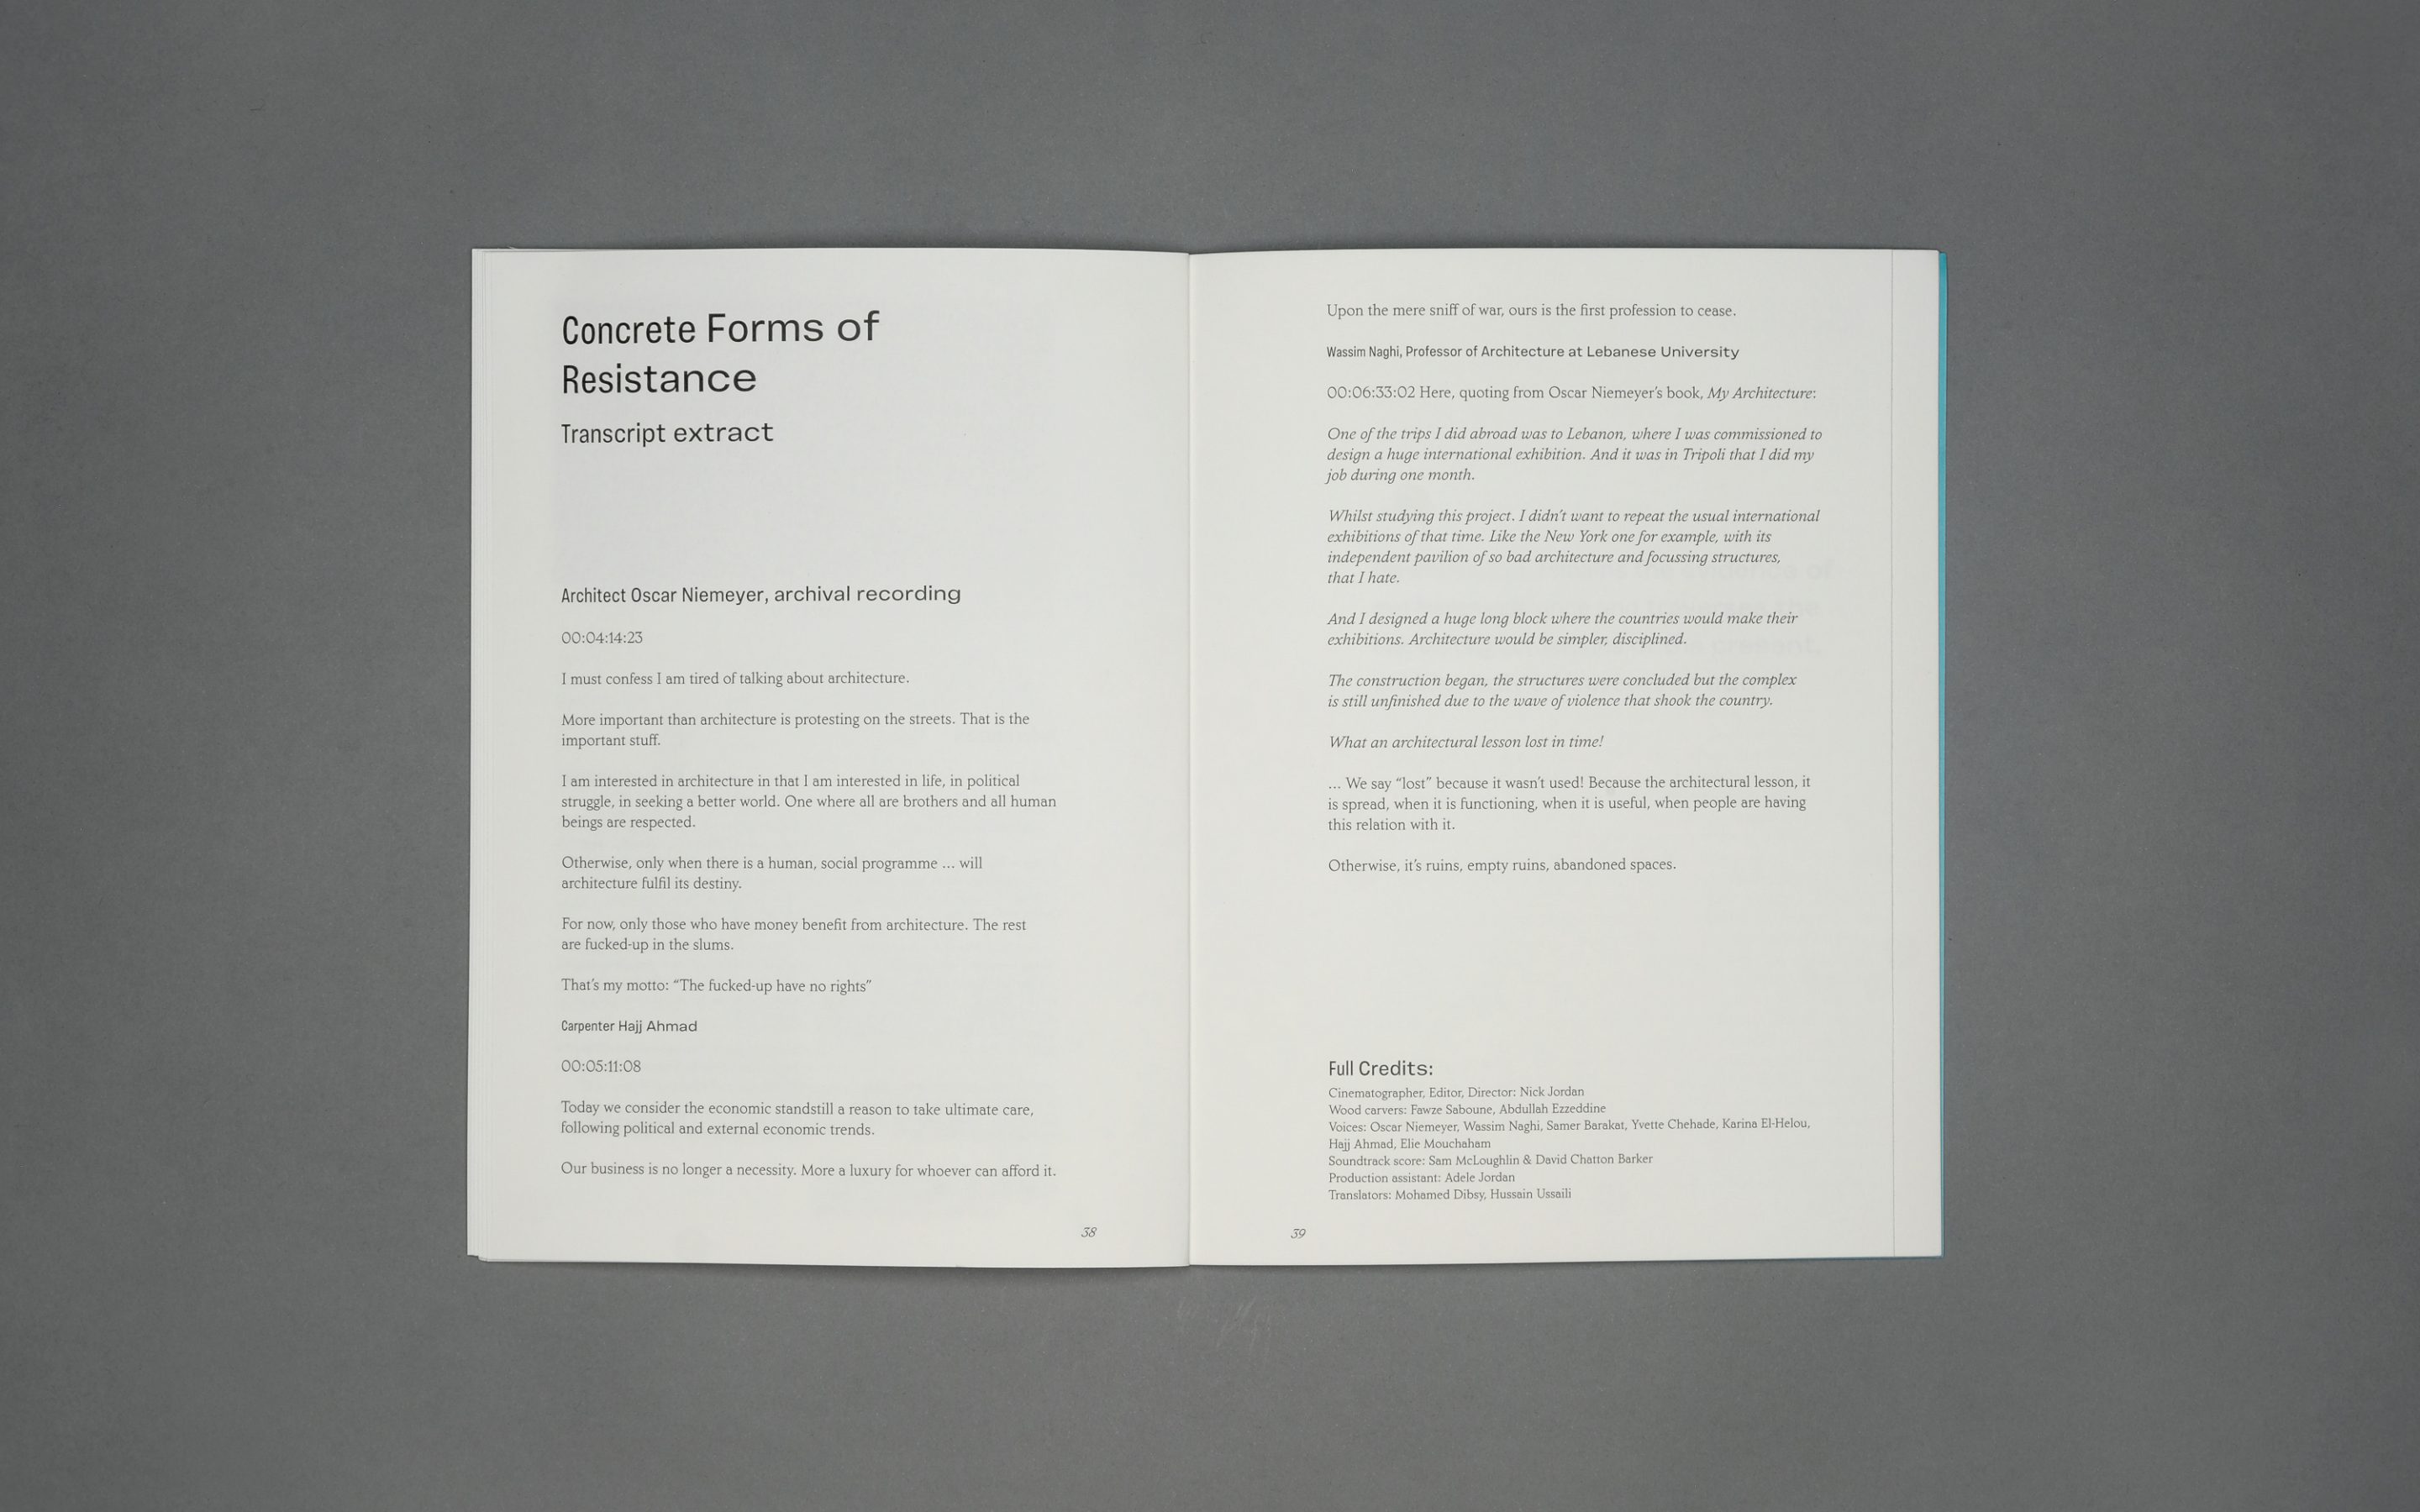 Concrete Forms of
Resistance
Transcript extract
Architect Oscar Niemeyer, archival recording
00:04:14:23
I must confess I am tired of talking about architecture.
More important than architecture is protesting on the streets. That is the
important stuff.
I am interested in architecture in that I am interested in life, in political
struggle, in seeking a better world. One where all are brothers and all human
beings are respected.
Otherwise, only when there is a human, social programme ... will
architecture fulfil its destiny.
For now, only those who have money benefit from architecture. The rest
are fucked-up in the slums.
That's my motto: “The fucked-up have no rights”
Carpenter Hajj Ahmad
00:05:11:08
Today we consider the economic standstill a reason to take ultimate care,
following political and external economic trends.
Our business is no longer a necessity. More a luxury for whoever can afford it.
38
Upon the mere sniff of war, ours is the first profession to cease.
Wassim Naghi, Professor of Architecture at Lebanese University
00:06:33:02 Here, quoting from Oscar Niemeyer's book, My Architecture:
One of the trips I did abroad was to Lebanon, where I was commissioned to
design a huge international exhibition. And it was in Tripoli that I did my
job during one month.
Whilst studying this project. I didn't want to repeat the usual international
exhibitions of that time. Like the New York one for example, with its
independent pavilion of so bad architecture and focussing structures,
that I hate.
And I designed a huge long block where the countries would make their
exhibitions. Architecture would be simpler, disciplined.
The construction began, the structures were concluded but the complex
is still unfinished due to the wave of violence that shook the country.
What an architectural lesson lost in time!
... We say “lost” because it wasn't used! Because the architectural lesson, it
is spread, when it is functioning, when it is useful, when people are having
this relation with it.
Otherwise, it's ruins, empty ruins, abandoned spaces.
Full Credits:
Cinematographer, Editor, Director: Nick Jordan
Wood carvers: Fawze Saboune, Abdullah Ezzeddine
Voices: Oscar Niemeyer, Wassim Naghi, Samer Barakat, Yvette Chehade, Karina El-Helou,
Hajj Ahmad, Elie Mouchaham
Soundtrack score: Sam McLoughlin & David Chatton Barker
Production assistant: Adele Jordan
Translators: Mohamed Dibsy, Hussain Ussaili
39